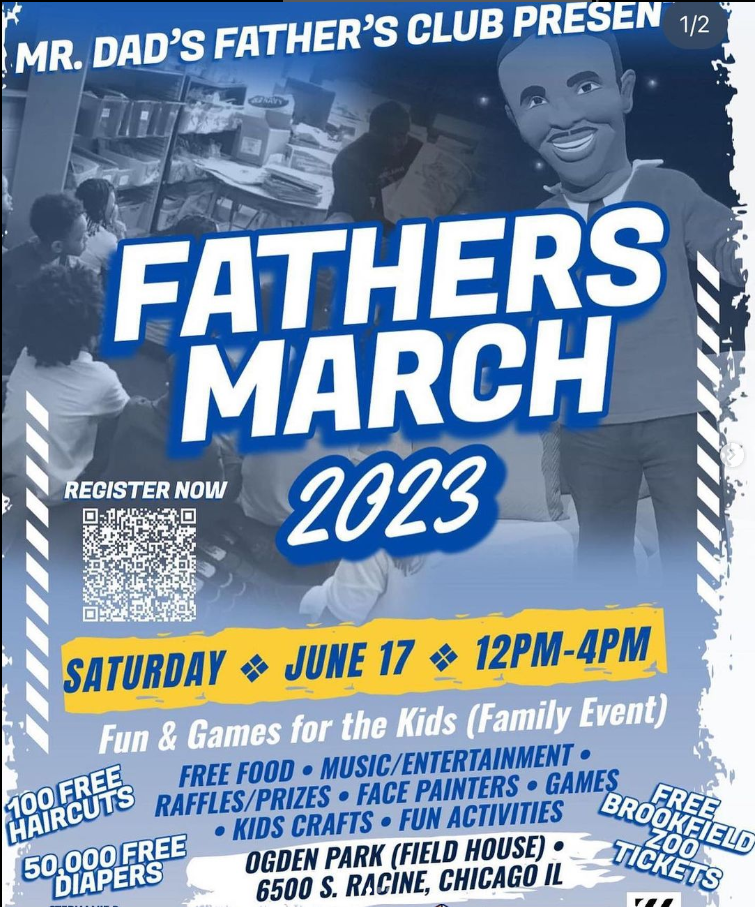 MR. DAD'S FATHER'S CLUB PRESEN
1/2
FATHERS
MARCH
2023
REGISTER NOW
SATURDAY ❖ JUNE 17 ❖ 12PM-4PM
Fun & Games for the Kids (Family Event)
FREE FOOD • MUSIC/ENTERTAINMENT •
RAFFLES/PRIZES • FACE PAINTERS • GAMES
• KIDS CRAFTS • FUN ACTIVITIES
100 FREE
HAIRCUTS
50,000 FREE
DIAPERS
FREE
BROOKFIELD
ZOO
TICKETS
OGDEN PARK (FIELD HOUSE) •
6500 S. RACINE, CHICAGO IL